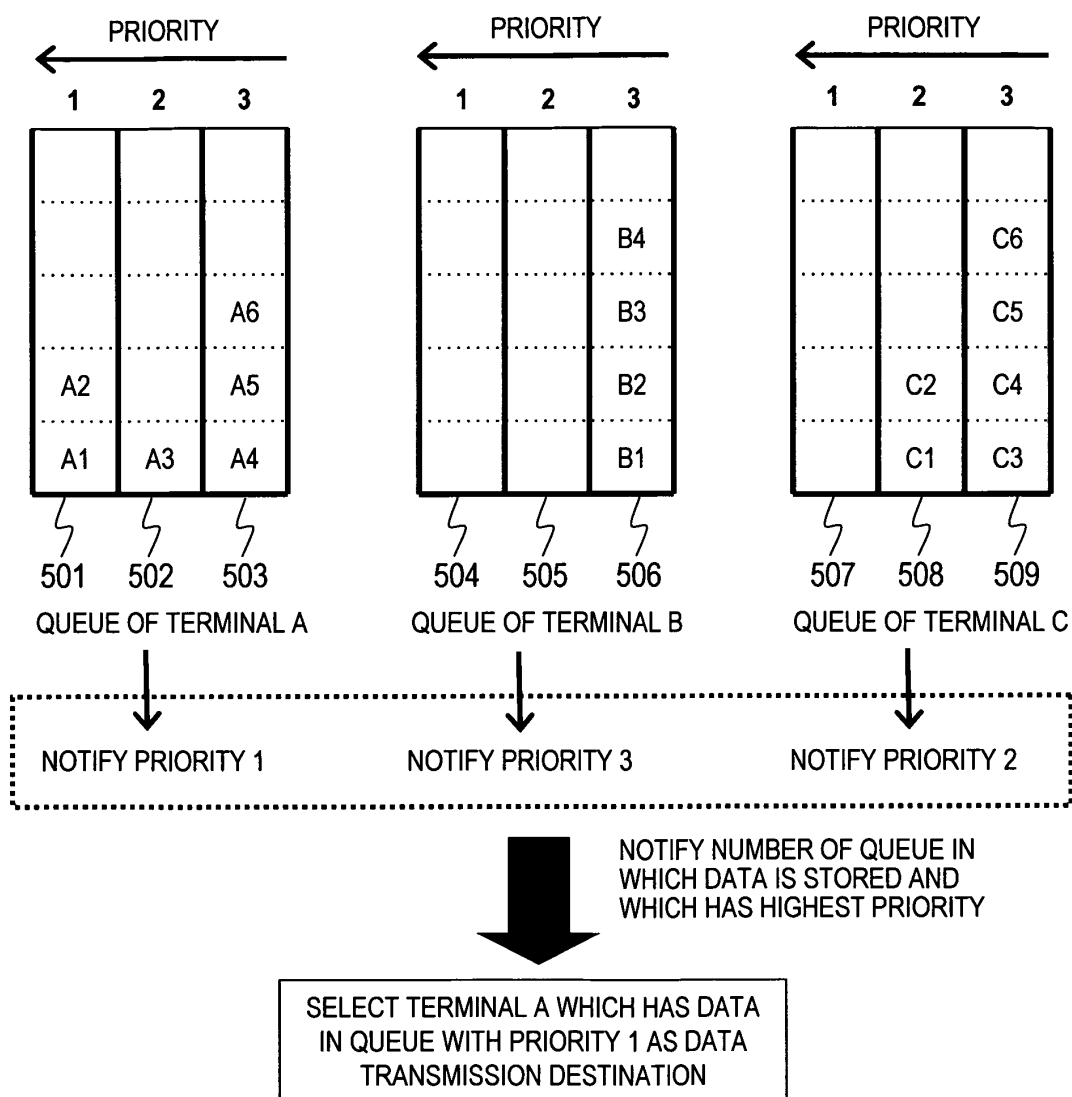 PRIORITY PRIORITY PRIORITY
1 2 3 1 2 3 1 2 3
B4 C6
A6 B3 C5
A2 A5 B2 C2 C4
A1 A3 A4 B1 C1 C3
501 502 503 504 505 506 507 508 509
QUEUE OF TERMINAL A QUEUE OF TERMINAL B QUEUE OF TERMINAL C
NOTIFY PRIORITY 1 NOTIFY PRIORITY 3 NOTIFY PRIORITY 2
NOTIFY NUMBER OF QUEUE IN
WHICH DATA IS STORED AND
WHICH HAS HIGHEST PRIORITY
SELECT TERMINAL A WHICH HAS DATA
IN QUEUE WITH PRIORITY 1 AS DATA
TRANSMISSION DESTINATION